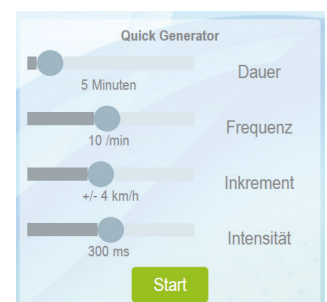 Quick Generator
Dauer
5 Minuten
Frequenz
10 /min
Inkrement
+/- 4 km/h
Intensität
300 ms
Start